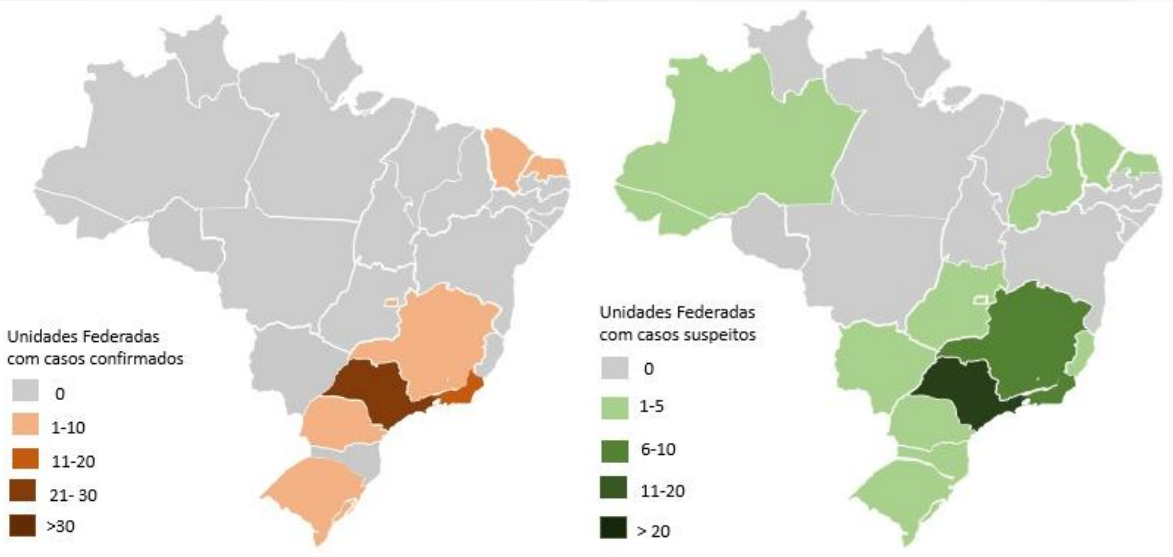 Unidades Federadas
com casos confirmados
0
1-10
11-20
21- 30
>30
Unidades Federadas
com casos suspeitos
0
1-5
6-10
11-20
> 20